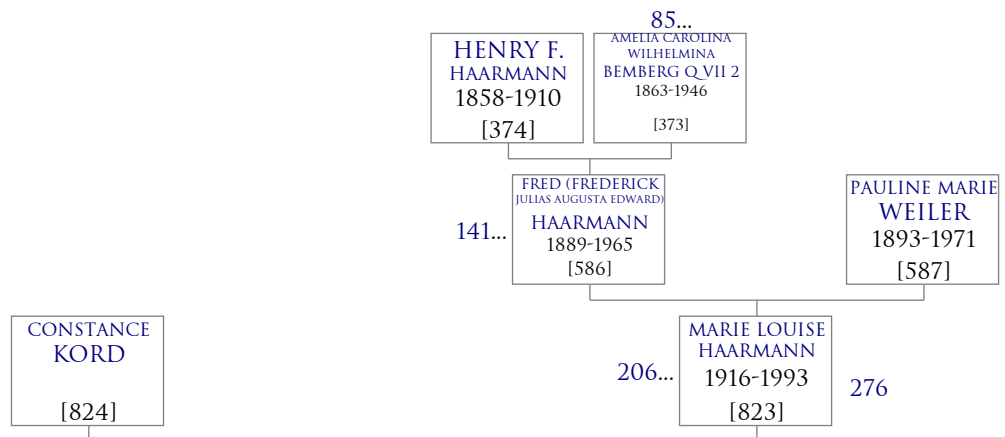 85...
HENRY F.
HAARMANN
1858-1910
[374]
AMELIA CAROLINA
WILHELMINA
BEMBERG Q VII 2
1863-1946
[373]
141...
FRED (FREDERICK
JULIAS AUGUSTA EDWARD)
HAARMANN
1889-1965
[586]
PAULINE MARIE
WEILER
1893-1971
[587]
CONSTANCE
KORD
[824]
206...
MARIE LOUISE
HAARMANN
1916-1993
[823]
276